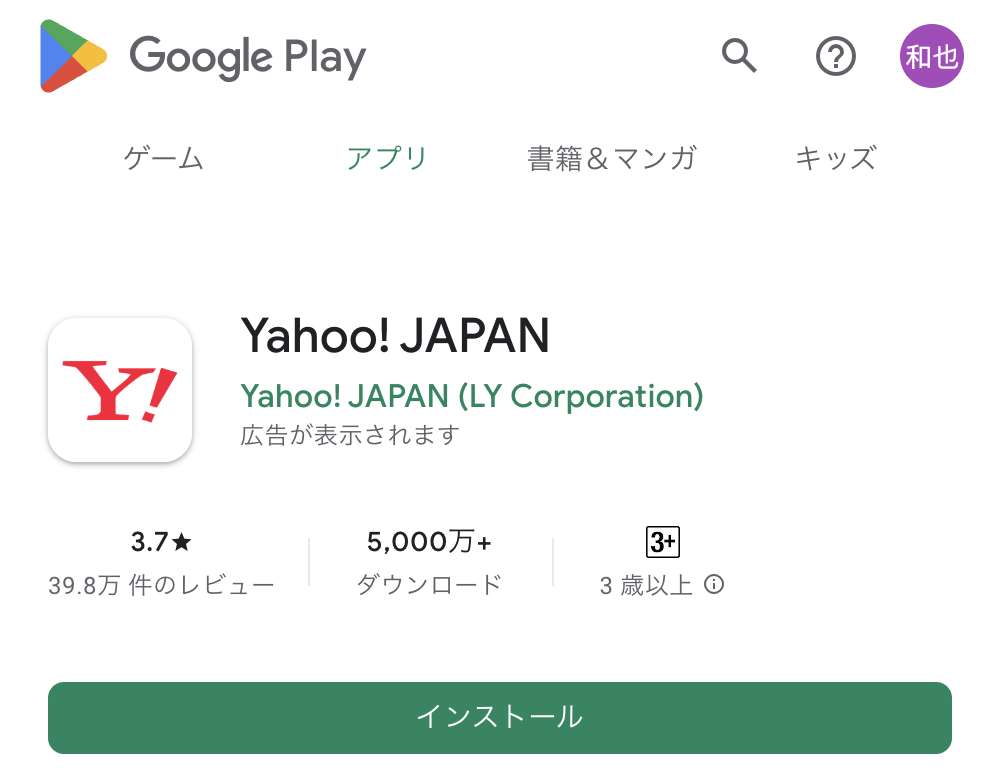 Google Play
和也
ゲーム アプリ 書籍＆マンガ キッズ
Y!
Yahoo! JAPAN
Yahoo! JAPAN (LY Corporation)
広告が表示されます
3.7★ 5,000万+ 3+
39.8万 件のレビュー ダウンロード 3 歳以上
インストール